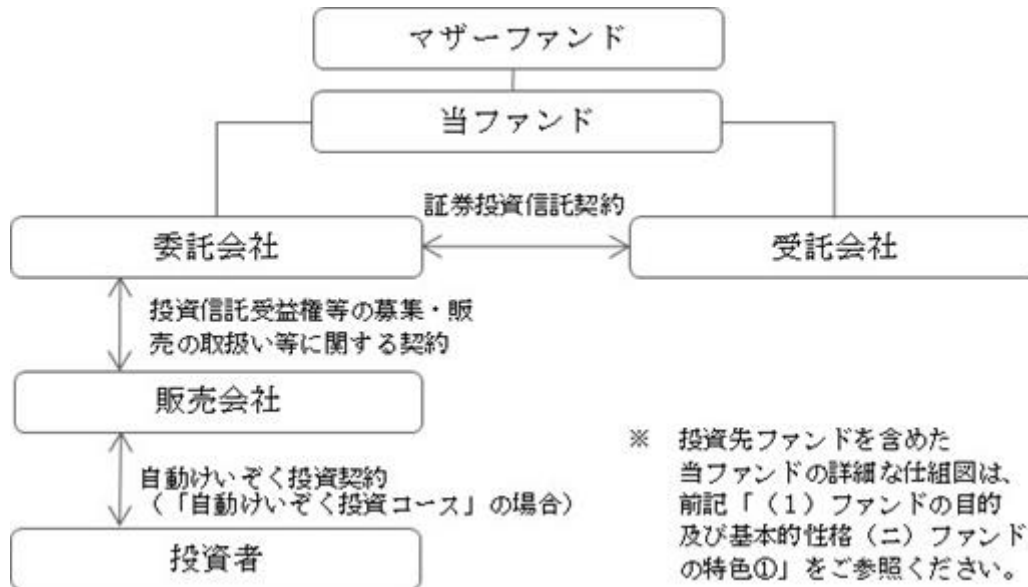 マザーファンド
当ファンド
証券投資信託契約
委託会社
受託会社
投資信託受益権等の募集・販
売の取扱い等に関する契約
販売会社
自動けいぞく投資契約
(「自動けいぞく投資コース」の場合)
投資者
※ 投資先ファンドを含めた
当ファンドの詳細な仕組図は、
前記「(1)ファンドの目的
及び基本的性格(ニ)ファンド
の特色①」をご参照ください。